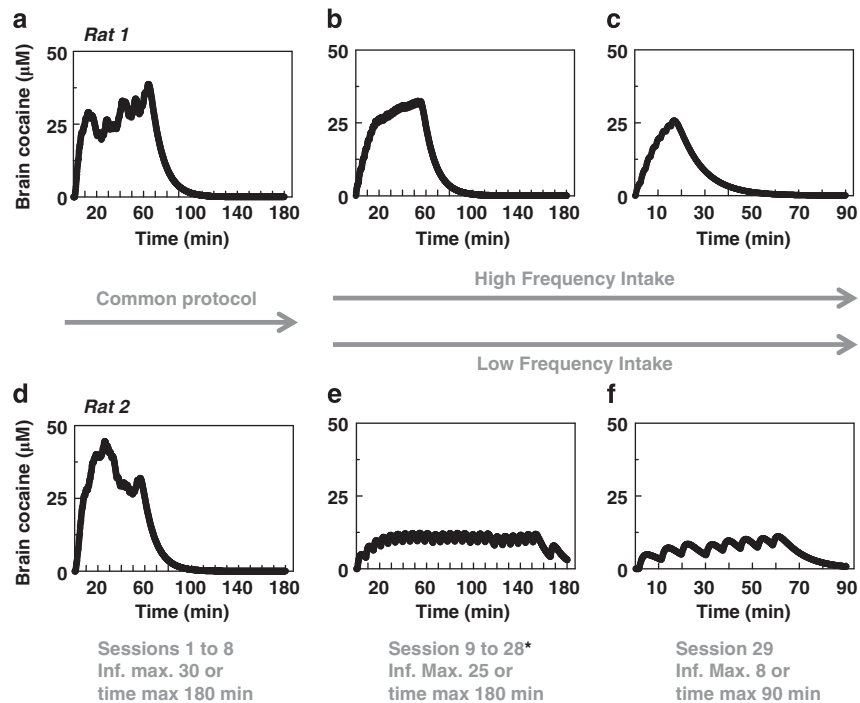 a
b
c
Rat 1
Brain cocaine (μM)
50
25
0
20 60 100 140 180
Time (min)
50
25
0
20 60 100 140 180
Time (min)
50
25
0
10 30 50 70 90
Time (min)
Common protocol
High Frequency Intake
Low Frequency Intake
d
e
f
Rat 2
Brain cocaine (μM)
50
25
0
20 60 100 140 180
Time (min)
50
25
0
20 60 100 140 180
Time (min)
50
25
0
10 30 50 70 90
Time (min)
Sessions 1 to 8
Inf. max. 30 or
time max 180 min
Session 9 to 28*
Inf. Max. 25 or
time max 180 min
Session 29
Inf. Max. 8 or
time max 90 min